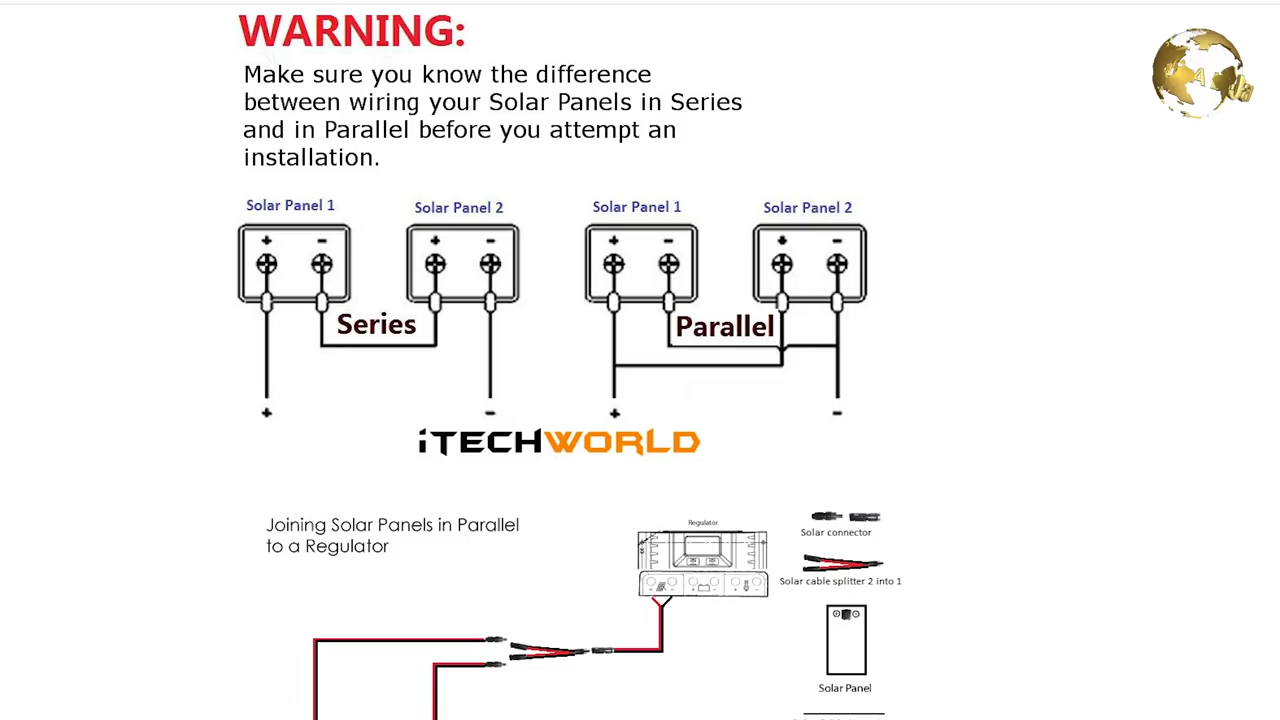 WARNING:
Make sure you know the difference
between wiring your Solar Panels in Series
and in Parallel before you attempt an
installation.
Solar Panel 1
Solar Panel 2
Solar Panel 1
Solar Panel 2
+ - + - + - + -
Series
Parallel
+ - + -
iTECHWORLD
Joining Solar Panels in Parallel
to a Regulator
Regulator
Solar connector
Solar cable splitter 2 into 1
Solar Panel